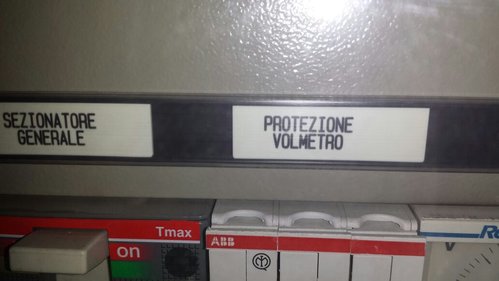 SEZIONATORE
GENERALE
PROTEZIONE
VOLMETRO
Tmax
on
ABB
V